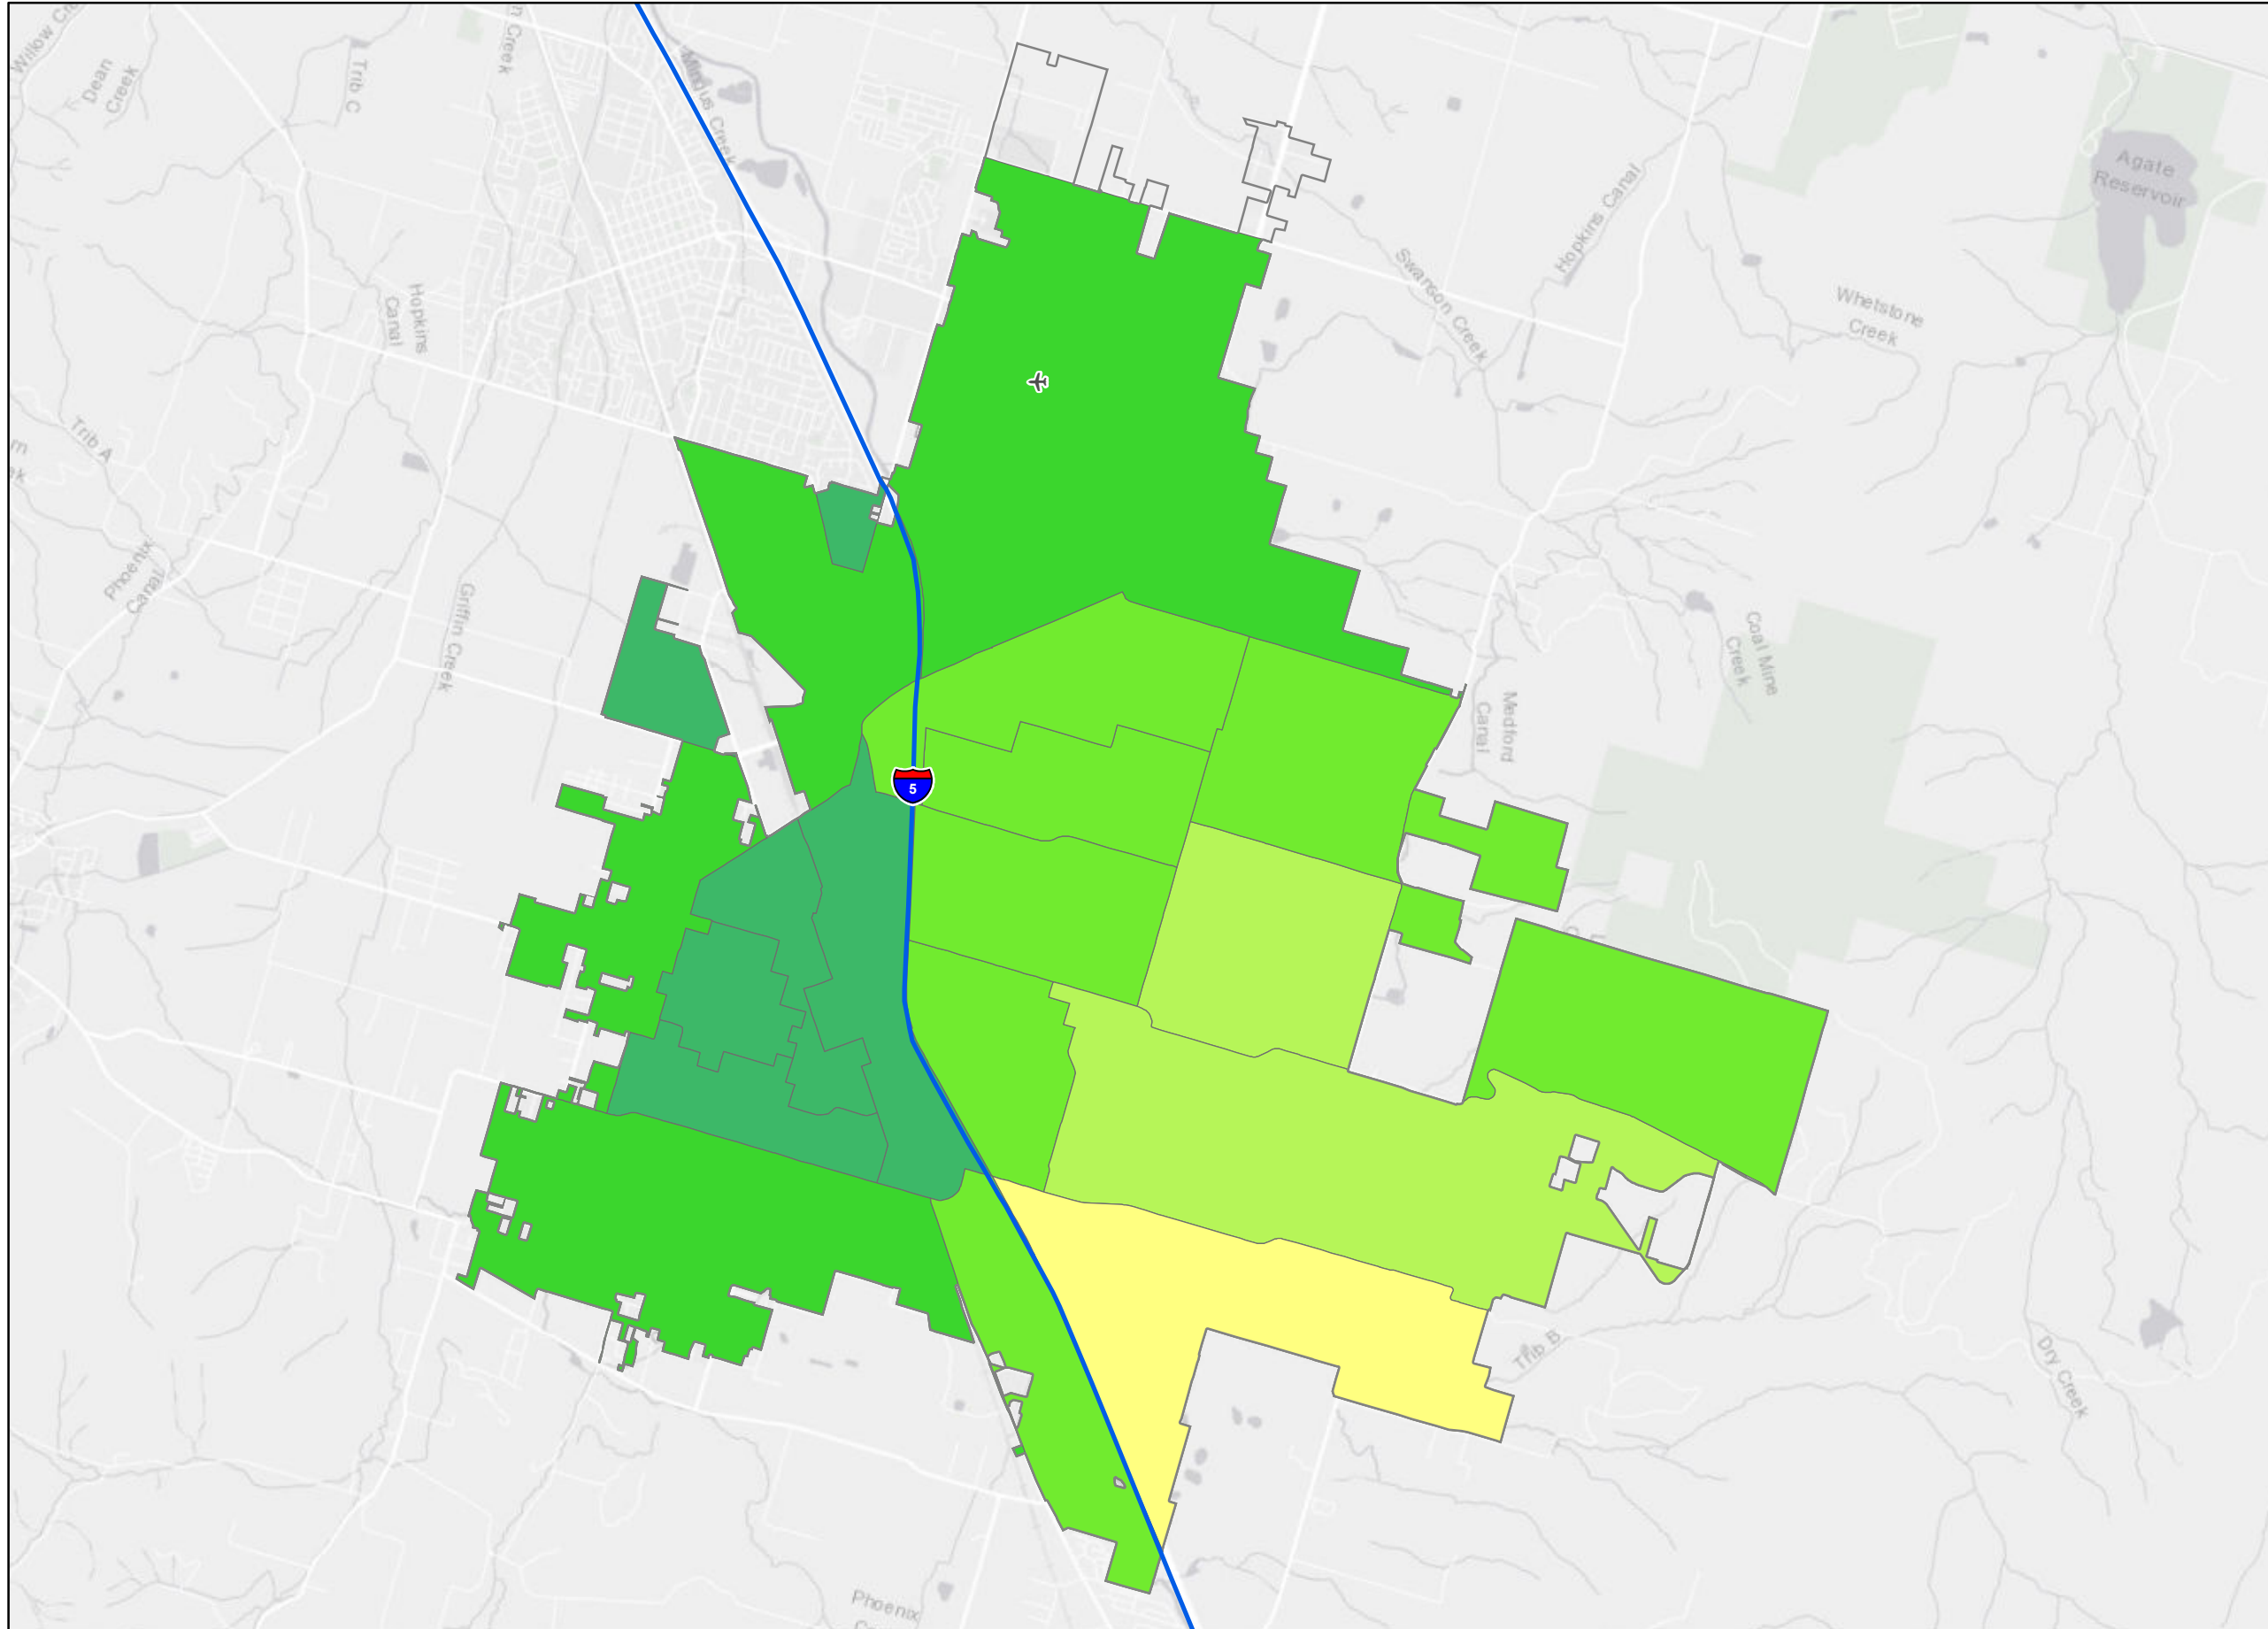 Dean
Creek
Trib C
Mingus Creek
Agate
Reservoir
Hopkins Canal
Swanson Creek
Whetstone
Creek
Hopkins
Canal
Trib A
Phoenix
Canal
Griffin Creek
Coal Mine
Creek
Medford
Canal
5
Trib B
Dry Creek
Phoenix